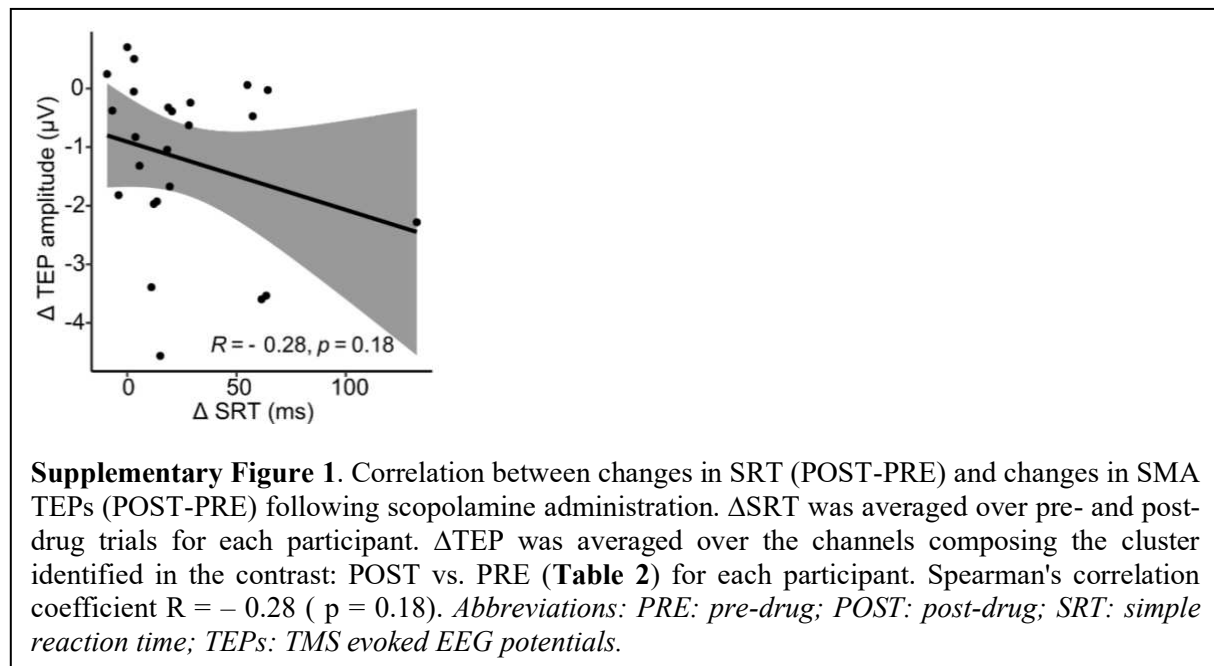 0
-1
-2
-3
-4
Δ TEP amplitude (µV)
R = - 0.28, p = 0.18
0 50 100
Δ SRT (ms)
Supplementary Figure 1. Correlation between changes in SRT (POST-PRE) and changes in SMA
TEPs (POST-PRE) following scopolamine administration. ΔSRT was averaged over pre- and post-
drug trials for each participant. ΔTEP was averaged over the channels composing the cluster
identified in the contrast: POST vs. PRE (Table 2) for each participant. Spearman's correlation
coefficient R = – 0.28 ( p = 0.18). Abbreviations: PRE: pre-drug; POST: post-drug; SRT: simple
reaction time; TEPs: TMS evoked EEG potentials.